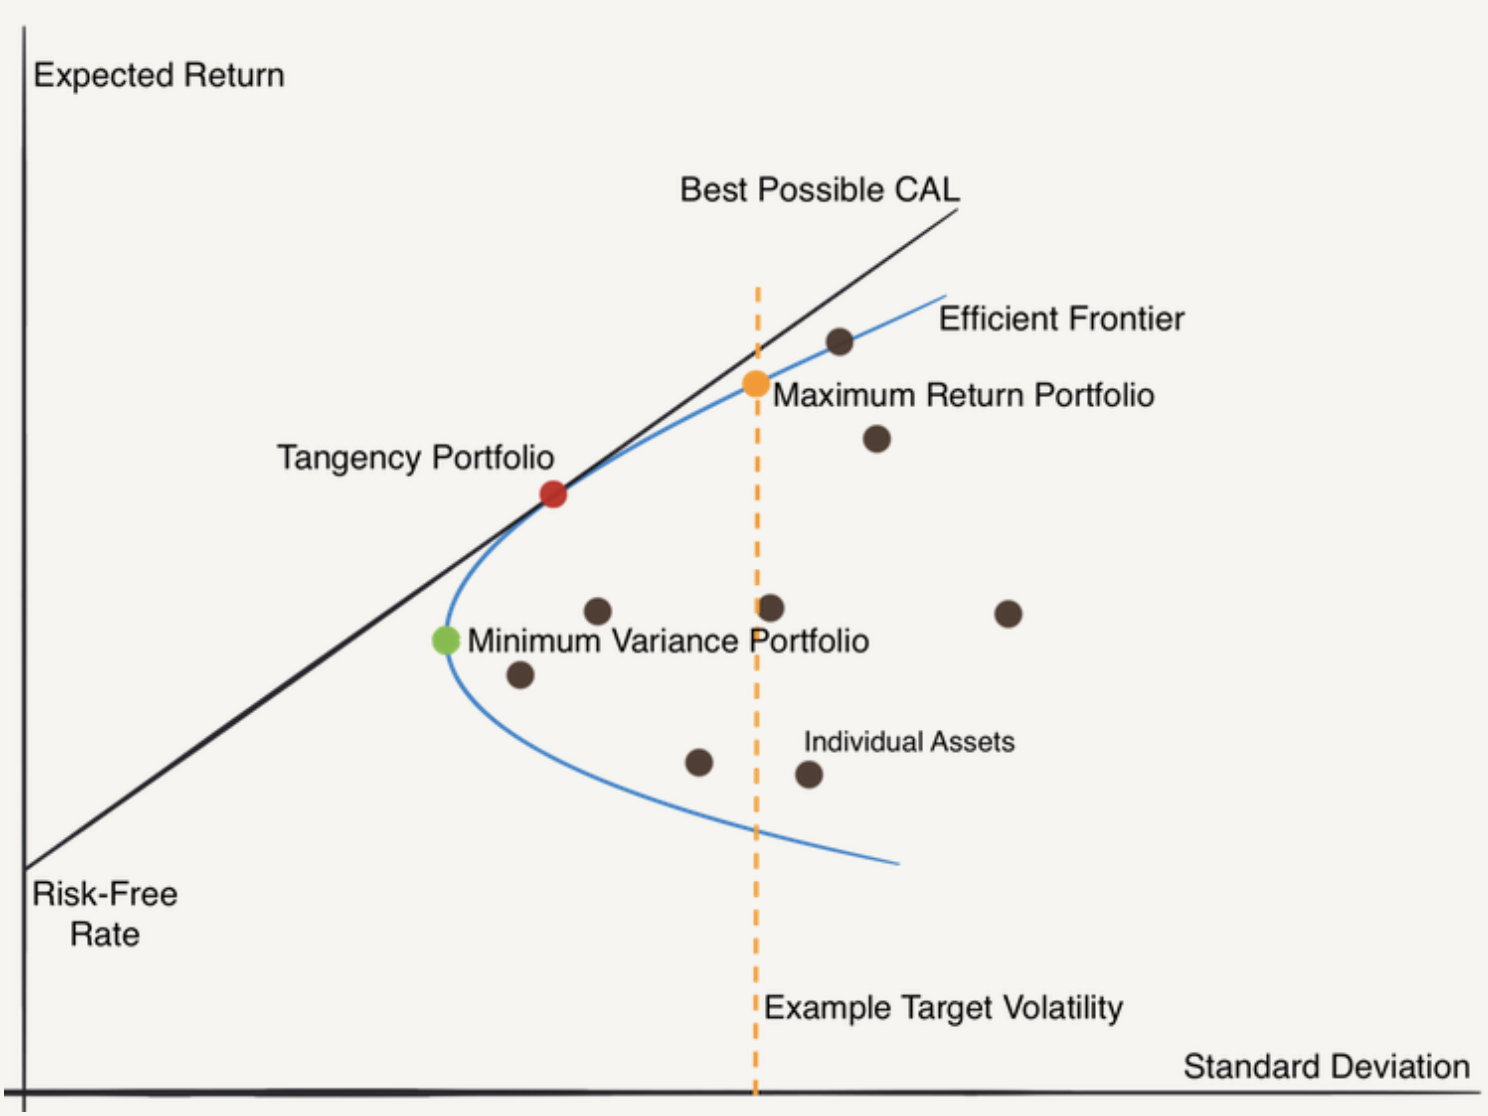 Expected Return
Best Possible CAL
Efficient Frontier
Maximum Return Portfolio
Tangency Portfolio
Minimum Variance Portfolio
Individual Assets
Risk-Free
Rate
Example Target Volatility
Standard Deviation